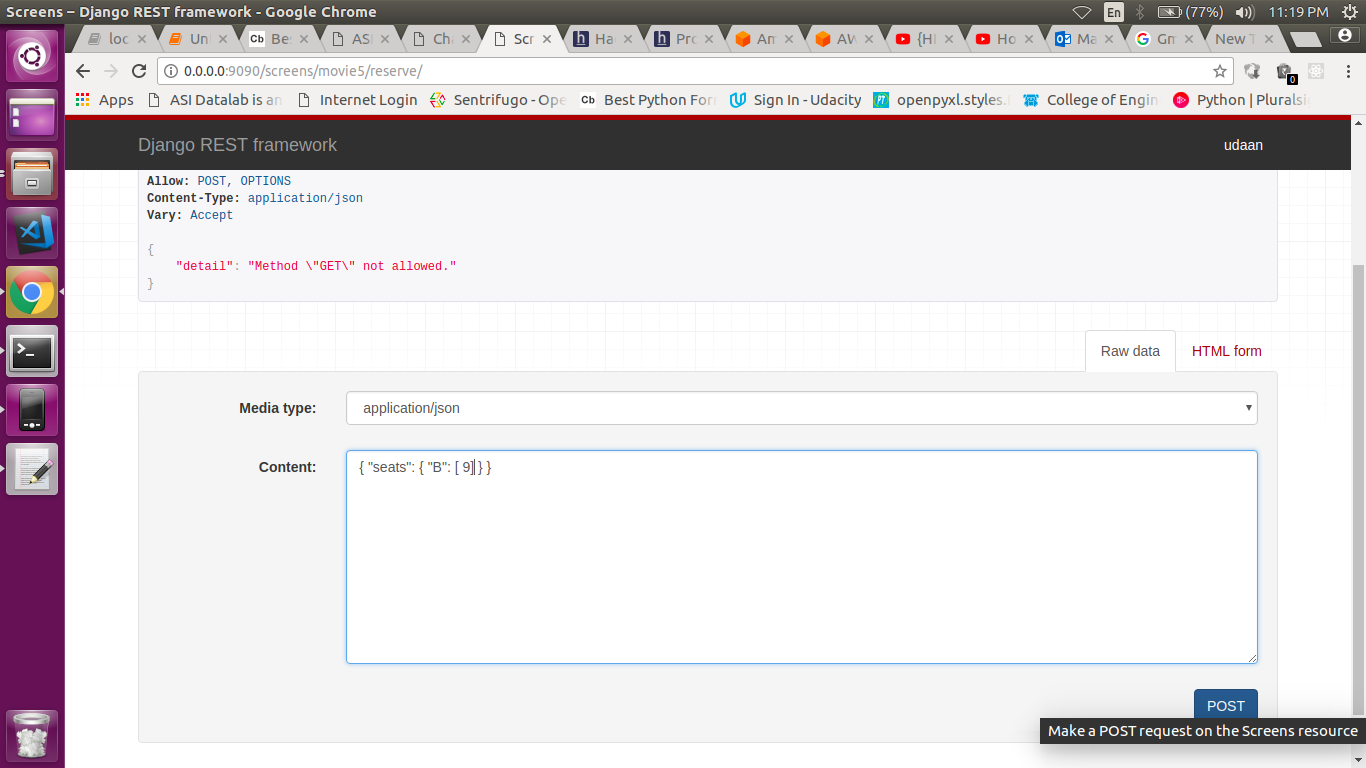 Screens – Django REST framework - Google Chrome
En
(77%)
11:19 PM
loc
Un
Cb Be
ASI
Ch
Scr
h Ha
h Pro
Am
AW
{H
Ho
Ma
Gm
New T
0.0.0.0:9090/screens/movie5/reserve/
0
Apps
ASI Datalab is an
Internet Login
Sentrifugo - Ope
Cb Best Python For
Sign In - Udacity
openpyxl.styles.
College of Engin
Python | Plurals
Django REST framework
udaan
Allow: POST, OPTIONS
Content-Type: application/json
Vary: Accept
{
"detail": "Method \"GET\" not allowed."
}
Raw data
HTML form
Media type:
application/json
Content:
{ "seats": { "B": [ 9] } }
POST
Make a POST request on the Screens resource